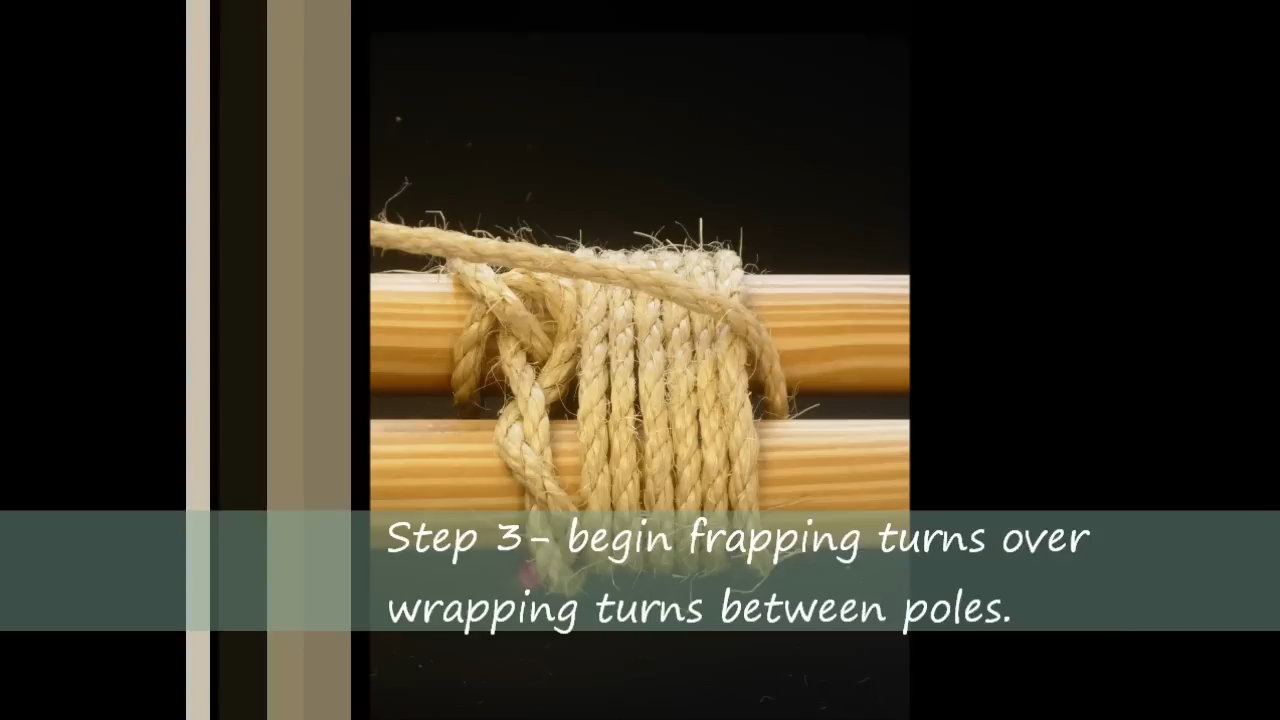 Step 3- begin frapping turns over
wrapping turns between poles.